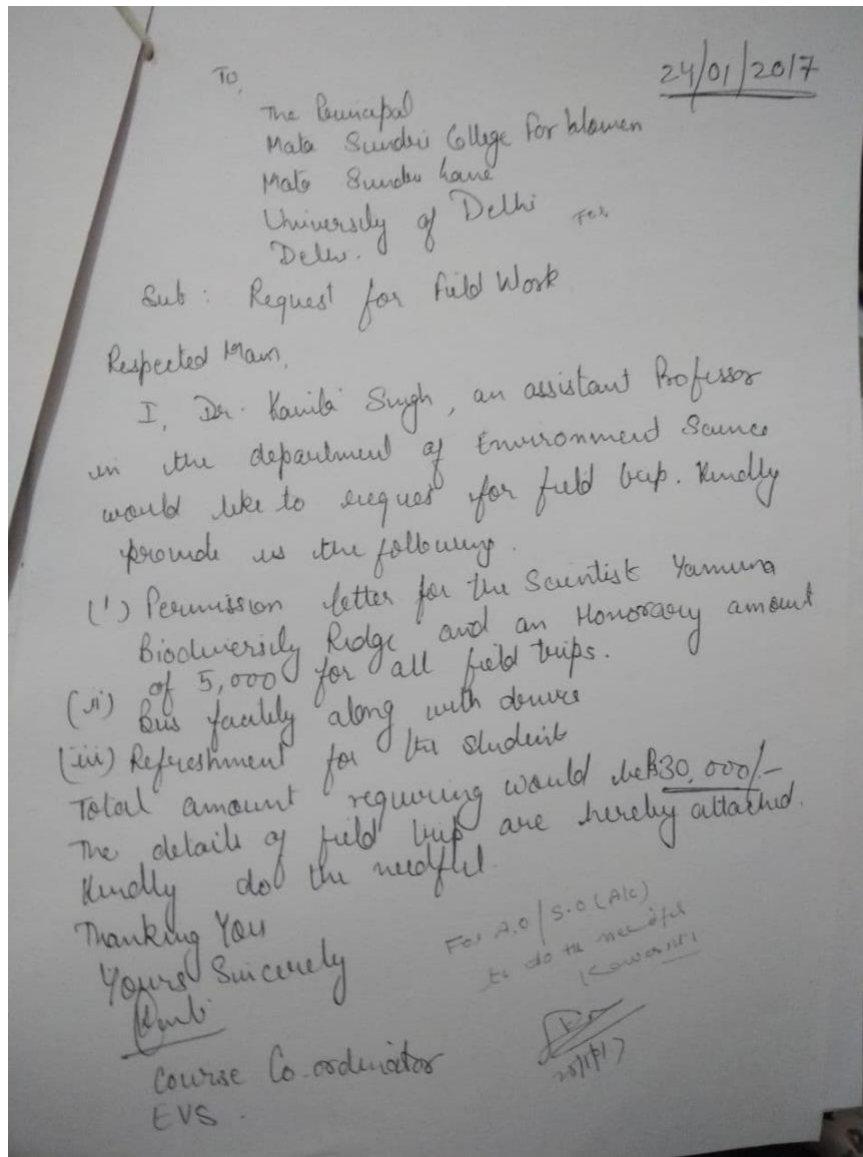 24/01/2017
To,
The Principal
Mata Sunderi College for Women
Mata Sunderi Lane
University of Delhi
Delhi.
Sub: Request for Field Work
Respected Mam,
I, Dr. Kavita Singh, an assistant Professor
in the department of Environment Science
would like to request for field trip. Kindly
provide us the following.
(i) Permission letter for the Scientist Yamuna
Biodiversity Ridge and an Honorary amount
of 5,000 for all field trips.
(ii) Bus facility along with driver
(iii) Refreshment for the student
Total amount requiring would be 30,000/-
The details of field trip are hereby attached.
Kindly do the needful.
Thanking You
Yours Sincerely
Course Co-ordinator
EVS.
For A.O/S.O (A/c)
to do the needful